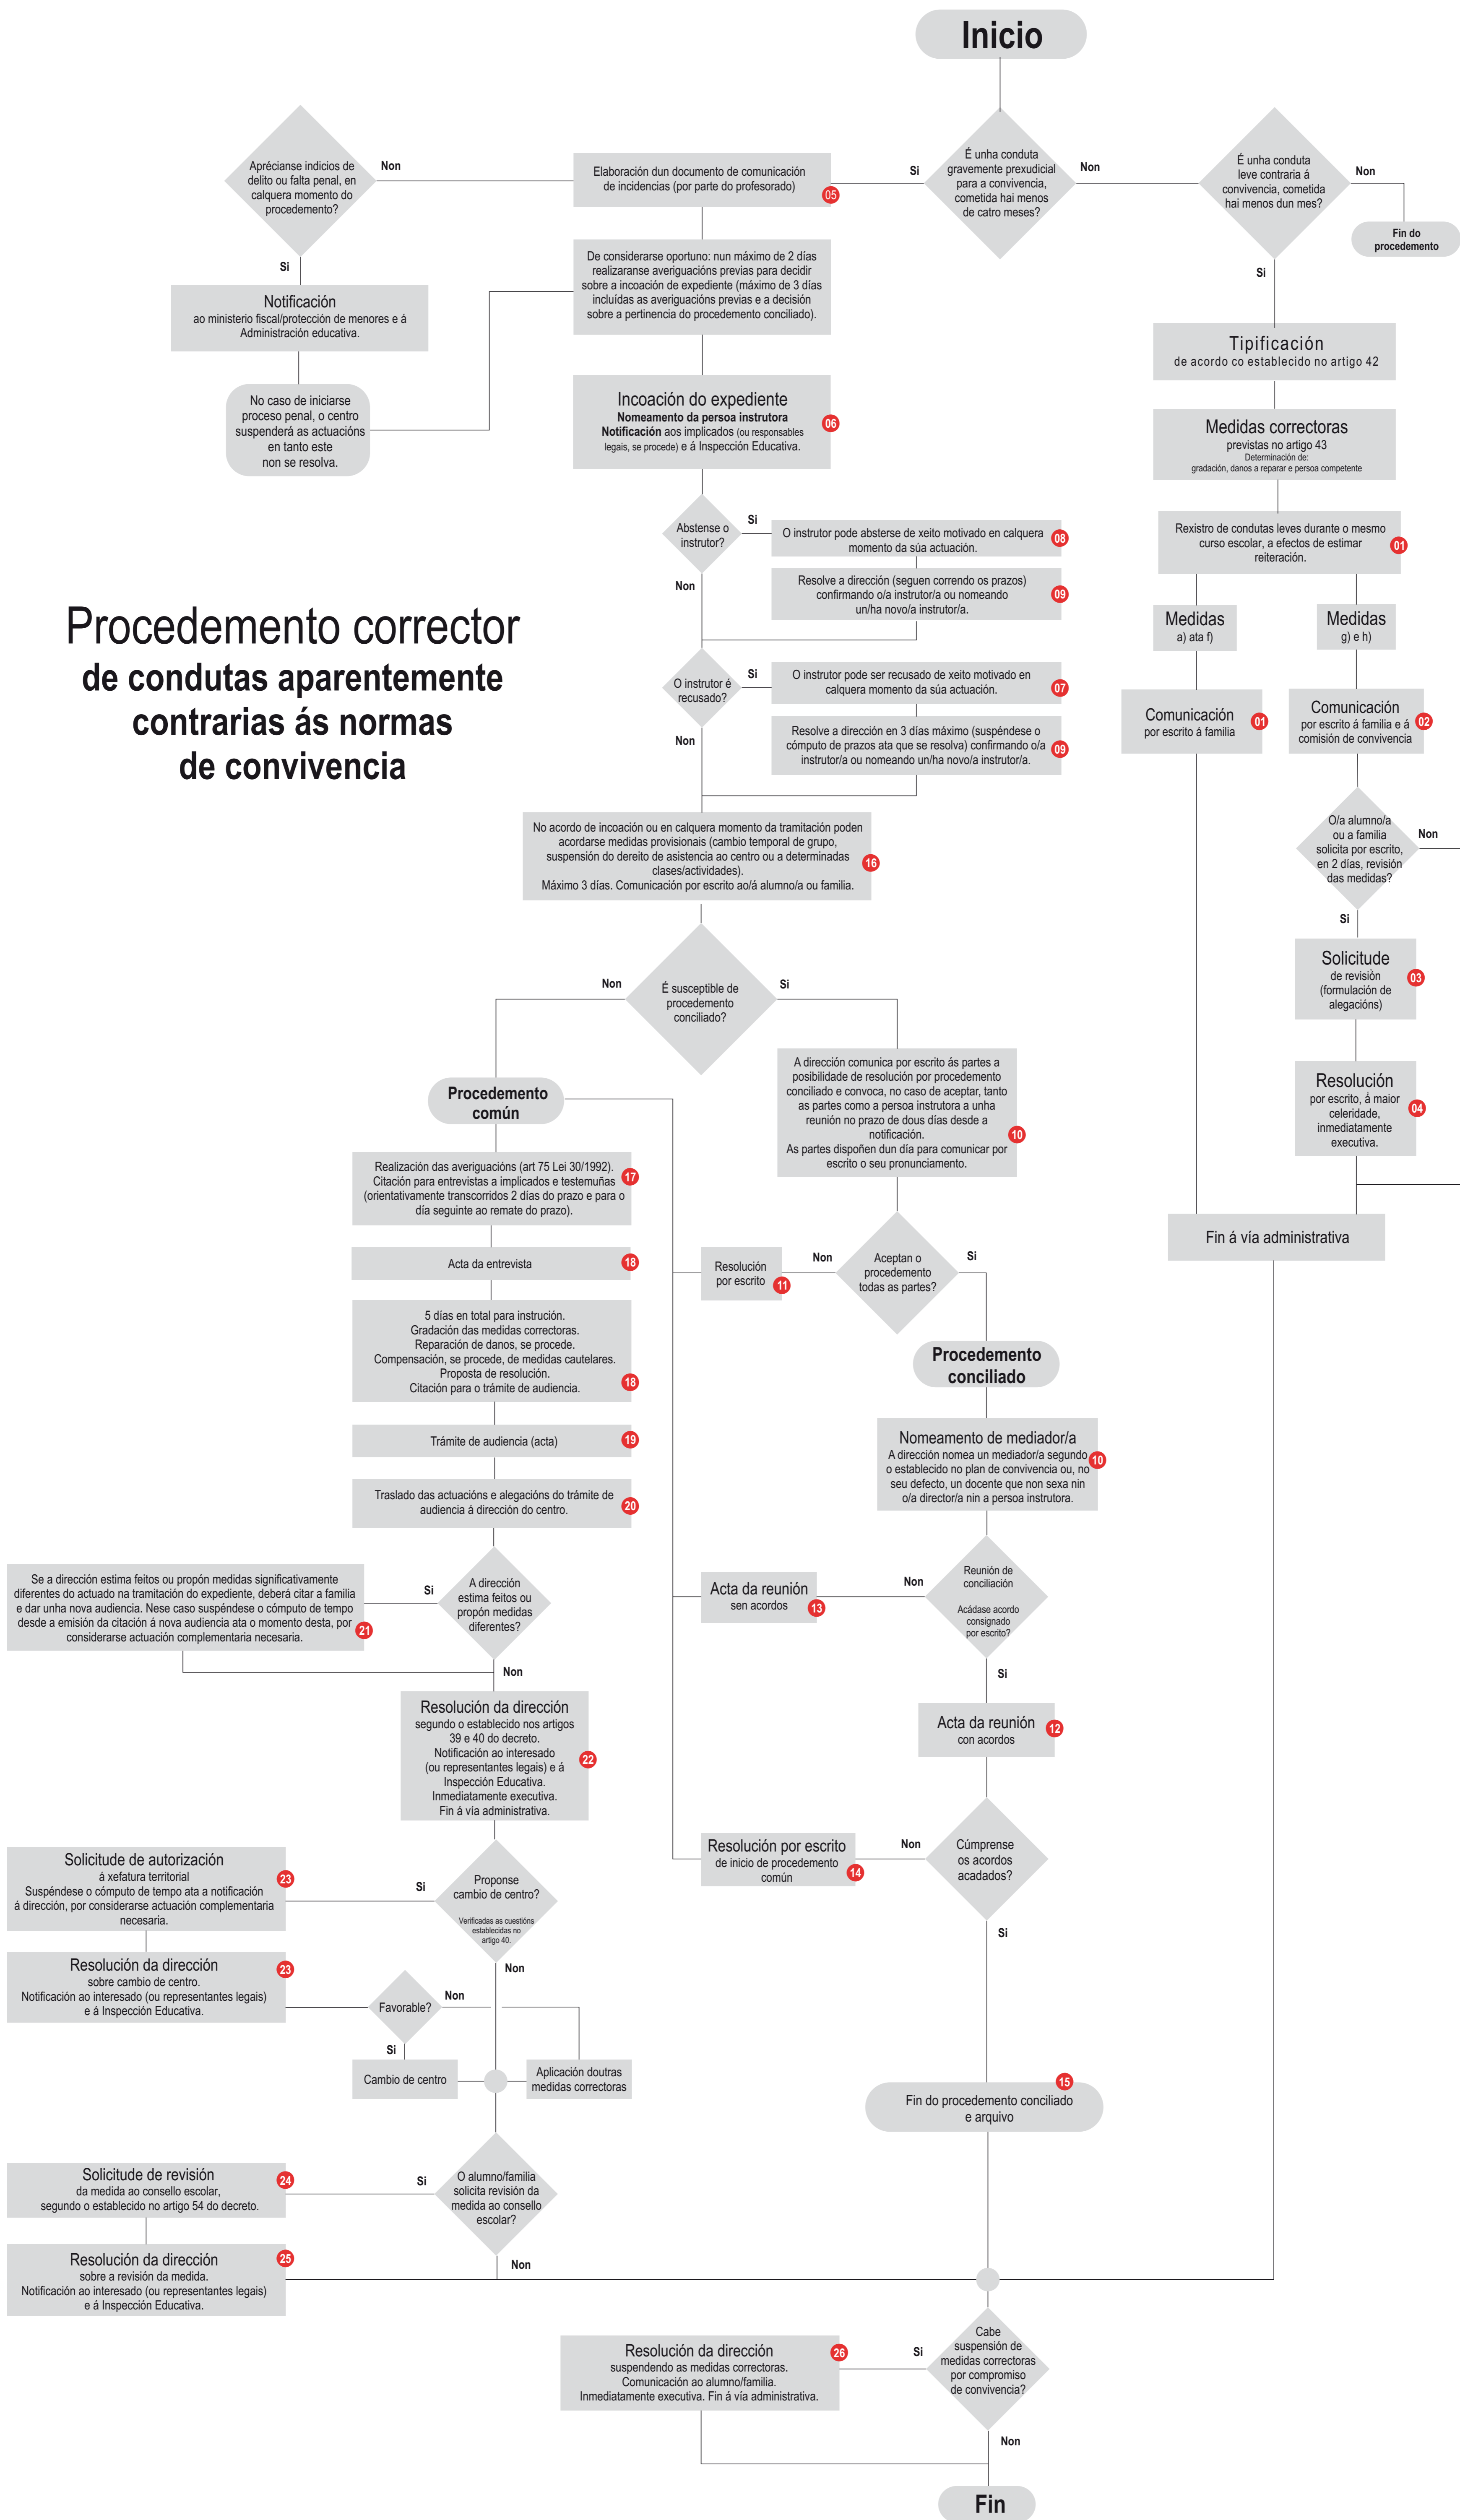 Inicio
Aprécianse indicios de
delito ou falta penal, en
calquera momento do
procedemento?
Non
Si
Elaboración dun documento de comunicación
de incidencias (por parte do profesorado)
05
Si
É unha conduta
gravemente prexudicial
para a convivencia,
cometida hai menos
de catro meses?
Non
É unha conduta
leve contraria á
convivencia, cometida
hai menos dun mes?
Non
Si
Fin do
procedemento
De considerarse oportuno: nun máximo de 2 días
realizaranse averiguacións previas para decidir
sobre a incoación de expediente (máximo de 3 días
incluídas as averiguacións previas e a decisión
sobre a pertinencia do procedemento conciliado).
Notificación
ao ministerio fiscal/protección de menores e á
Administración educativa.
No caso de iniciarse
proceso penal, o centro
suspenderá as actuacións
en tanto este
non se resolva.
Incoación do expediente
Nomeamento da persoa instrutora
Notificación aos implicados (ou responsables
legais, se procede) e á Inspección Educativa.
06
Tipificación
de acordo co establecido no artigo 42
Medidas correctoras
previstas no artigo 43
Determinación de:
gradación, danos a reparar e persoa competente
Rexistro de condutas leves durante o mesmo
curso escolar, a efectos de estimar
reiteración.
01
Abstense o
instrutor?
Si
Non
O instrutor pode absterse de xeito motivado en calquera
momento da súa actuación.
08
Resolve a dirección (seguen correndo os prazos)
confirmando o/a instrutor/a ou nomeando
un/ha novo/a instrutor/a.
09
Procedemento corrector
de condutas aparentemente
contrarias ás normas
de convivencia
O instrutor é
recusado?
Si
Non
O instrutor pode ser recusado de xeito motivado en
calquera momento da súa actuación.
07
Resolve a dirección en 3 días máximo (suspéndese o
cómputo de prazos ata que se resolva) confirmando o/a
instrutor/a ou nomeando un/ha novo/a instrutor/a.
09
Medidas
a) ata f)
Medidas
g) e h)
Comunicación
por escrito á familia
01
Comunicación
por escrito á familia e á
comisión de convivencia
02
O/a alumno/a
ou a familia
solicita por escrito,
en 2 días, revisión
das medidas?
Non
Si
Solicitude
de revisiòn
(formulación de
alegacións)
03
Resolución
por escrito, á maior
celeridade,
inmediatamente
executiva.
04
Fin á vía administrativa
No acordo de incoación ou en calquera momento da tramitación poden
acordarse medidas provisionais (cambio temporal de grupo,
suspensión do dereito de asistencia ao centro ou a determinadas
clases/actividades).
Máximo 3 días. Comunicación por escrito ao/á alumno/a ou familia.
16
Non
É susceptible de
procedemento
conciliado?
Si
Procedemento
común
A dirección comunica por escrito ás partes a
posibilidade de resolución por procedemento
conciliado e convoca, no caso de aceptar, tanto
as partes como a persoa instrutora a unha
reunión no prazo de dous días desde a
notificación.
As partes dispoñen dun día para comunicar por
escrito o seu pronunciamento.
10
Realización das averiguacións (art 75 Lei 30/1992).
Citación para entrevistas a implicados e testemuñas
(orientativamente transcorridos 2 días do prazo e para o
día seguinte ao remate do prazo).
17
Acta da entrevista
18
Resolución
por escrito
11
Non
Aceptan o
procedemento
todas as partes?
Si
5 días en total para instrución.
Gradación das medidas correctoras.
Reparación de danos, se procede.
Compensación, se procede, de medidas cautelares.
Proposta de resolución.
Citación para o trámite de audiencia.
18
Procedemento
conciliado
Trámite de audiencia (acta)
19
Nomeamento de mediador/a
A dirección nomea un mediador/a segundo
o establecido no plan de convivencia ou, no
seu defecto, un docente que non sexa nin
o/a director/a nin a persoa instrutora.
10
Traslado das actuacións e alegacións do trámite de
audiencia á dirección do centro.
20
Se a dirección estima feitos ou propón medidas significativamente
diferentes do actuado na tramitación do expediente, deberá citar a familia
e dar unha nova audiencia. Nese caso suspéndese o cómputo de tempo
desde a emisión da citación á nova audiencia ata o momento desta, por
considerarse actuación complementaria necesaria.
21
Si
A dirección
estima feitos ou
propón medidas
diferentes?
Non
Acta da reunión
sen acordos
13
Non
Reunión de
conciliación
Acádase acordo
consignado
por escrito?
Si
Resolución da dirección
segundo o establecido nos artigos
39 e 40 do decreto.
Notificación ao interesado
(ou representantes legais) e á
Inspección Educativa.
Inmediatamente executiva.
Fin á vía administrativa.
22
Acta da reunión
con acordos
12
Solicitude de autorización
á xefatura territorial
Suspéndese o cómputo de tempo ata a notificación
á dirección, por considerarse actuación complementaria
necesaria.
23
Si
Proponse
cambio de centro?
Verificadas as cuestións
establecidas no
artigo 40.
Non
Resolución por escrito
de inicio de procedemento
común
14
Non
Cúmprense
os acordos
acadados?
Si
Resolución da dirección
sobre cambio de centro.
Notificación ao interesado (ou representantes legais)
e á Inspección Educativa.
23
Favorable?
Non
Si
Cambio de centro
Aplicación doutras
medidas correctoras
15
Fin do procedemento conciliado
e arquivo
Solicitude de revisión
da medida ao consello escolar,
segundo o establecido no artigo 54 do decreto.
24
Si
O alumno/familia
solicita revisión da
medida ao consello
escolar?
Non
Resolución da dirección
sobre a revisión da medida.
Notificación ao interesado (ou representantes legais)
e á Inspección Educativa.
25
Resolución da dirección
suspendendo as medidas correctoras.
Comunicación ao alumno/familia.
Inmediatamente executiva. Fin á vía administrativa.
26
Si
Cabe
suspensión de
medidas correctoras
por compromiso
de convivencia?
Non
Fin